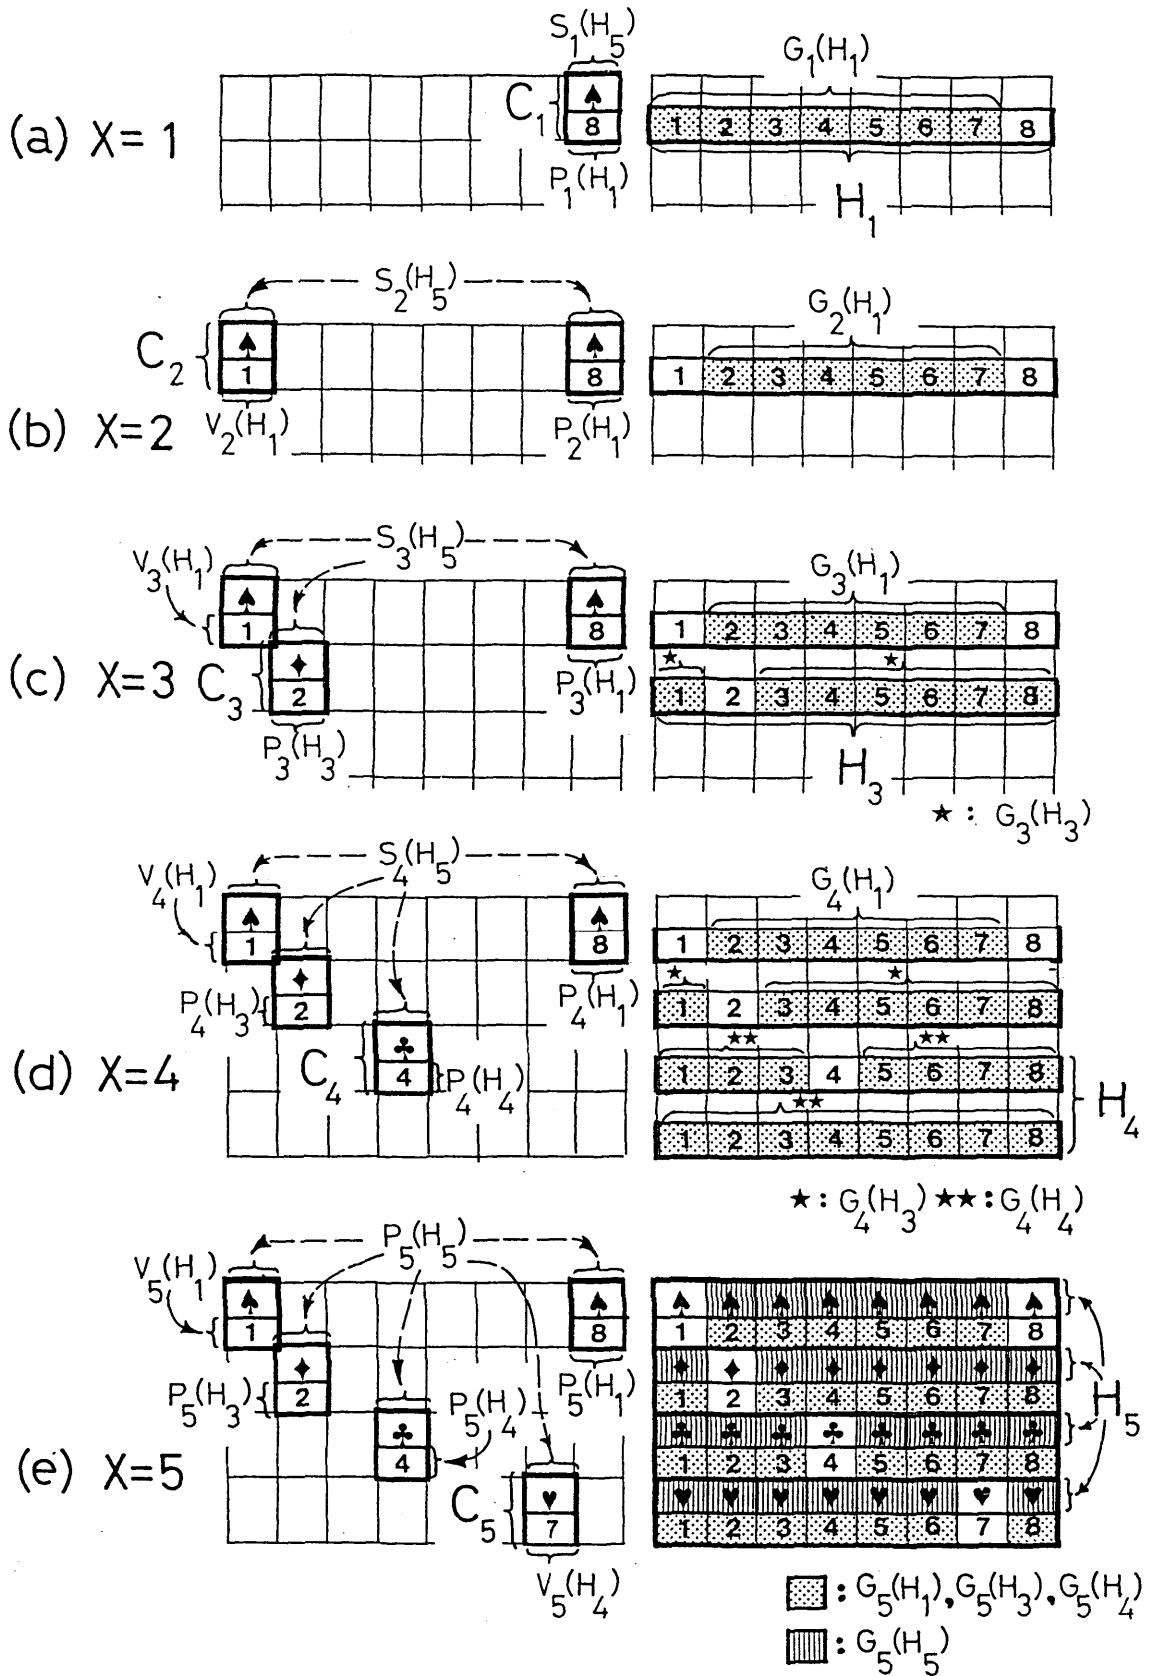 S1(H5)
G1(H1)
C1 ♠
(a) X= 1 8 1 2 3 4 5 6 7 8
P1(H1) H1
S2(H5) G2(H1)
C2 ♠ ♠
1 8 1 2 3 4 5 6 7 8
(b) X=2 V2(H1) P2(H1)
S3(H5) G3(H1)
V3(H1) ♠ ♠
1 8 1 2 3 4 5 6 7 8
★ ★
(c) X=3 C3 ♦ P3(H1)
2 1 2 3 4 5 6 7 8
P3(H3) H3
★ : G3(H3)
S4(H5) G4(H1)
V4(H1) ♠ ♠
1 8 1 2 3 4 5 6 7 8
♦ ★ ★
P4(H3) 2 P4(H1) 1 2 3 4 5 6 7 8
♣ ★★ ★★
(d) X=4 C4 4 P4(H4) 1 2 3 4 5 6 7 8
★★ H4
1 2 3 4 5 6 7 8
★ : G4(H3) ★★ : G4(H4)
P5(H5)
V5(H1) ♠ ♠ ♠ ♠ ♠ ♠ ♠ ♠ ♠ ♠
1 8 1 2 3 4 5 6 7 8
♦ ♦ ♦ ♦ ♦ ♦ ♦ ♦ ♦
P5(H3) 2 P5(H4) P5(H1) 1 2 3 4 5 6 7 8 H5
♣ ♣ ♣ ♣ ♣ ♣ ♣ ♣ ♣
(e) X=5 4 1 2 3 4 5 6 7 8
C5 ♥ ♥ ♥ ♥ ♥ ♥ ♥ ♥ ♥
7 1 2 3 4 5 6 7 8
V5(H4)
: G5(H1), G5(H3), G5(H4)
: G5(H5)